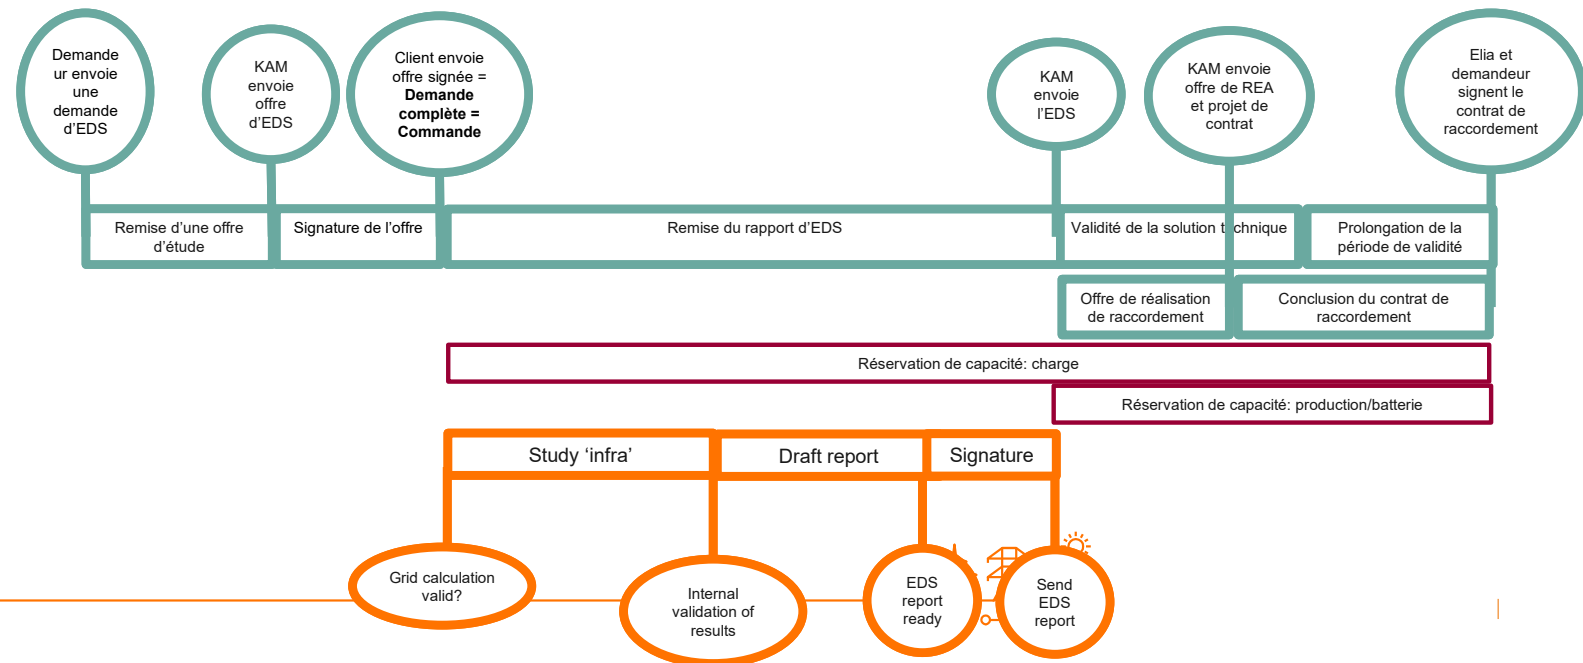 Demande
ur envoie
une
demande
d'EDS
KAM
envoie
offre
d'EDS
Client envoie
offre signée =
Demande
complète =
Commande
KAM
envoie
l'EDS
KAM envoie
offre de REA
et projet de
contrat
Elia et
demandeur
signent le
contrat de
raccordement
Remise d'une offre
d'étude
Signature de l'offre
Remise du rapport d'EDS
Validité de la solution technique
Prolongation de la
période de validité
Offre de réalisation
de raccordement
Conclusion du contrat de
raccordement
Réservation de capacité: charge
Réservation de capacité: production/batterie
Study 'infra'
Draft report
Signature
Grid calculation
valid?
Internal
validation of
results
EDS
report
ready
Send
EDS
report